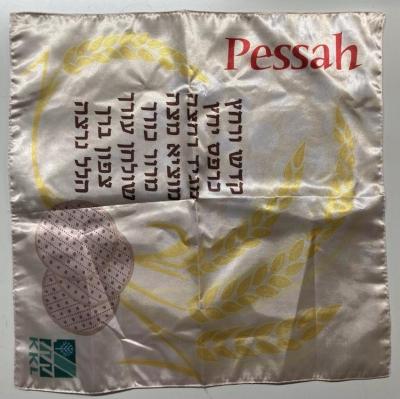 Pessah
קדש ורחץ
כרפס יחץ
מגיד רחצה
מוציא מצה
מרור כורך
שולחן עורך
צפון ברך
הלל נרצה
KKL